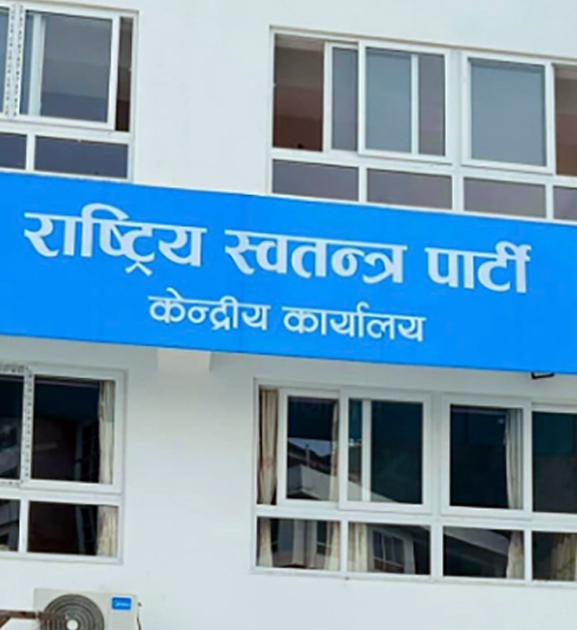 राष्ट्रिय स्वतन्त्र पार्टी
केन्द्रीय कार्यालय